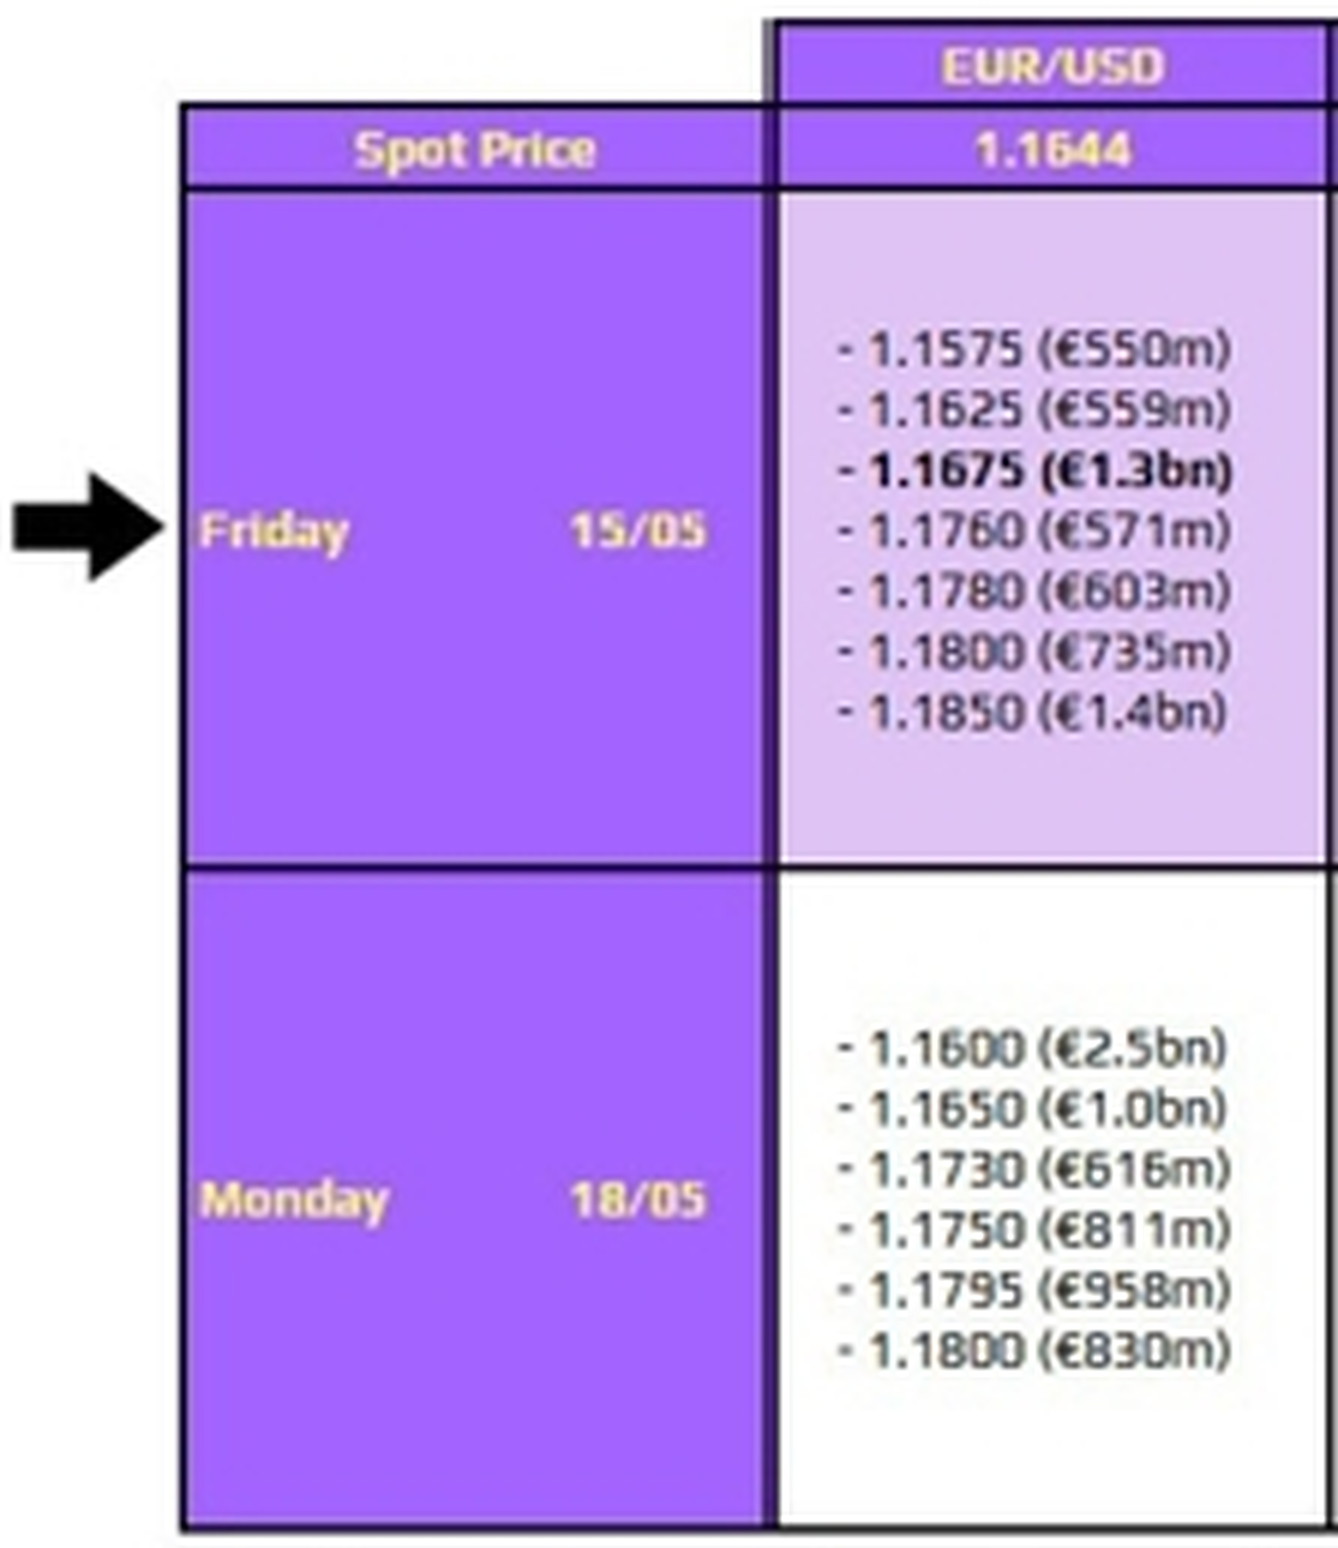 EUR/USD
Spot Price 1.1644
Friday 15/05
- 1.1575 (€550m)
- 1.1625 (€559m)
- 1.1675 (€1.3bn)
- 1.1760 (€571m)
- 1.1780 (€603m)
- 1.1800 (€735m)
- 1.1850 (€1.4bn)
Monday 18/05
- 1.1600 (€2.5bn)
- 1.1650 (€1.0bn)
- 1.1730 (€616m)
- 1.1750 (€811m)
- 1.1795 (€958m)
- 1.1800 (€830m)